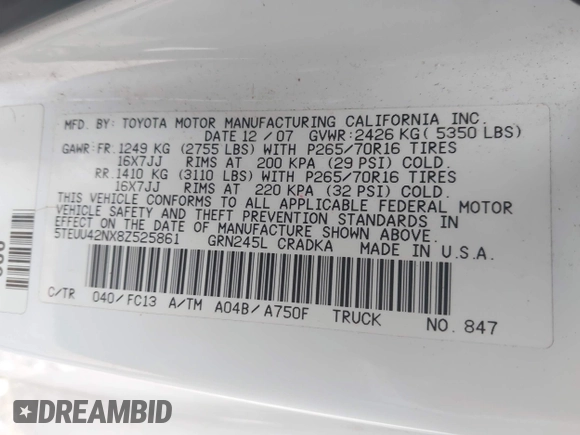 MFD. BY: TOYOTA MOTOR MANUFACTURING CALIFORNIA INC.
DATE 12/07 GVWR:2426 KG( 5350 LBS)
GAWR:FR.1249 KG (2755 LBS) WITH P265/70R16 TIRES
16X7JJ RIMS AT 200 KPA (29 PSI) COLD.
RR.1410 KG (3110 LBS) WITH P265/70R16 TIRES
16X7JJ RIMS AT 220 KPA (32 PSI) COLD.
THIS VEHICLE CONFORMS TO ALL APPLICABLE FEDERAL MOTOR
VEHICLE SAFETY AND THEFT PREVENTION STANDARDS IN
EFFECT ON THE DATE OF MANUFACTURE SHOWN ABOVE.
5TEUU42NX8Z525861 GRN245L CRADKA MADE IN U.S.A.
C/TR 040/FC13 A/TM A04B/A750F TRUCK NO. 847
DREAMBID